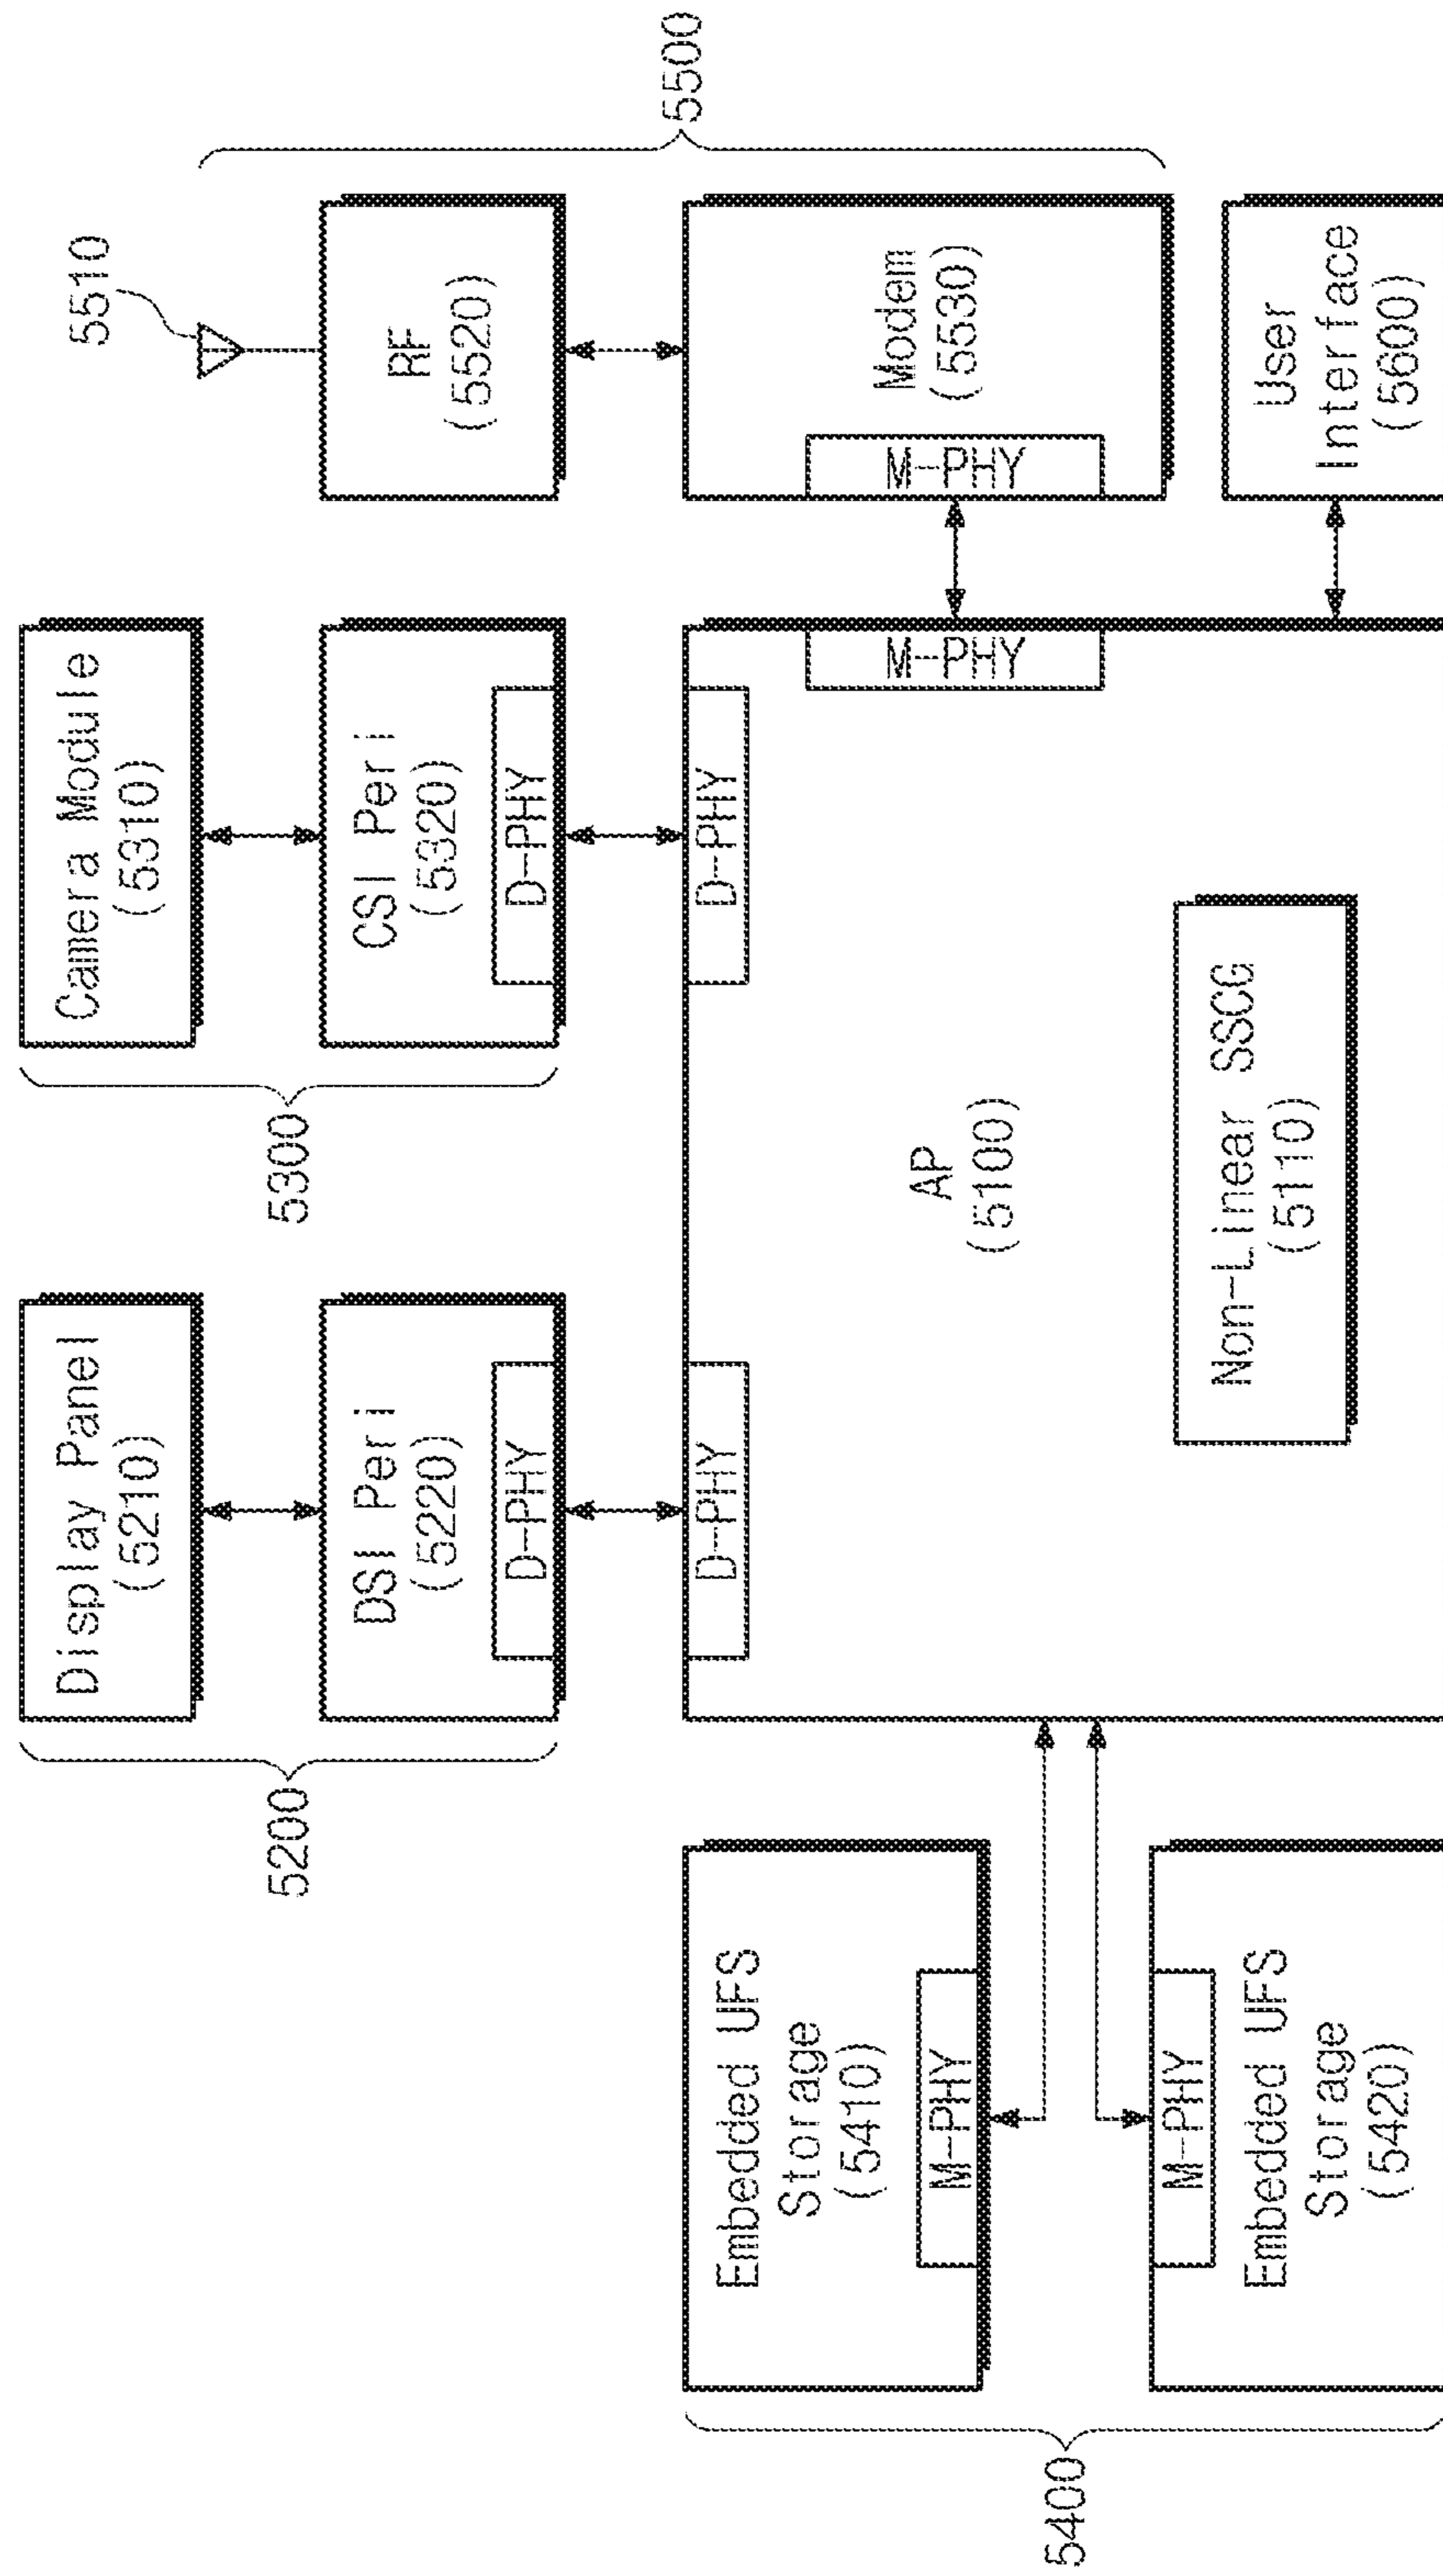 5510
5500
Display Panel
(5210)
Camera Module
(5310)
RF
(5520)
5200
5300
DSI Peri
(5220)
D-PHY
CSI Peri
(5320)
D-PHY
Modem
(5530)
M-PHY
D-PHY
D-PHY
M-PHY
Embedded UFS
Storage
(5410)
M-PHY
AP
(5100)
5400
M-PHY
Embedded UFS
Storage
(5420)
Non-Linear SSCG
(5110)
User
Interface
(5600)